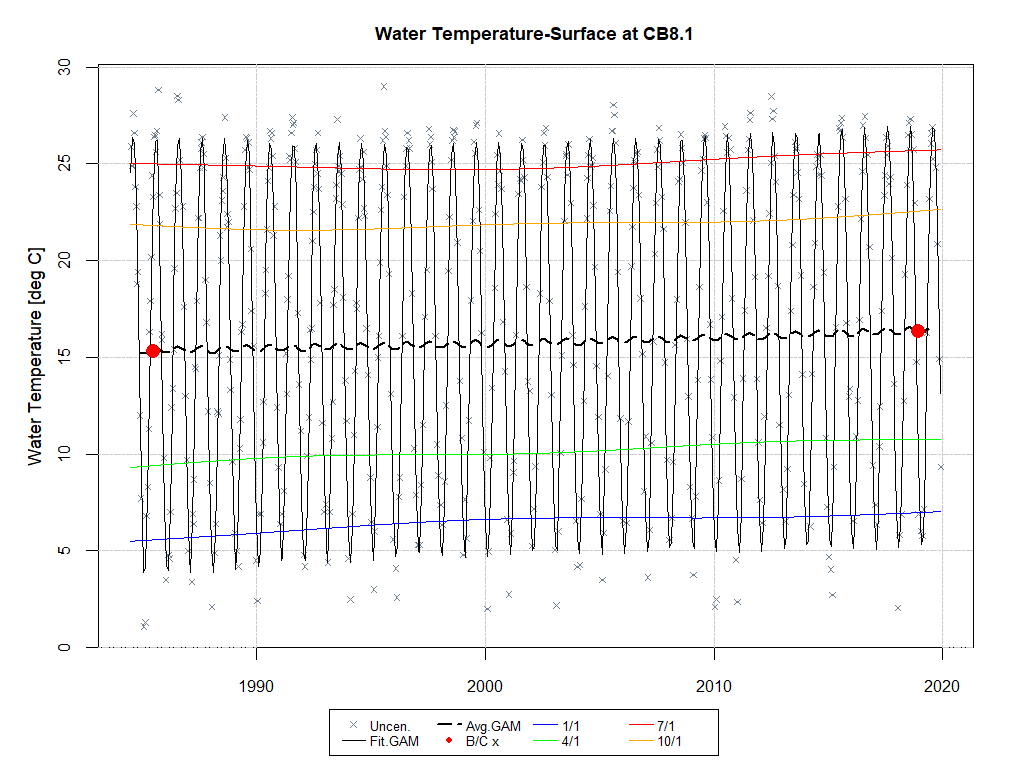 Water Temperature-Surface at CB8.1
Water Temperature [deg C]
30
25
20
15
10
5
0
1990
2000
2010
2020
Uncen. Avg.GAM 1/1 7/1
Fit.GAM B/C x 4/1 10/1